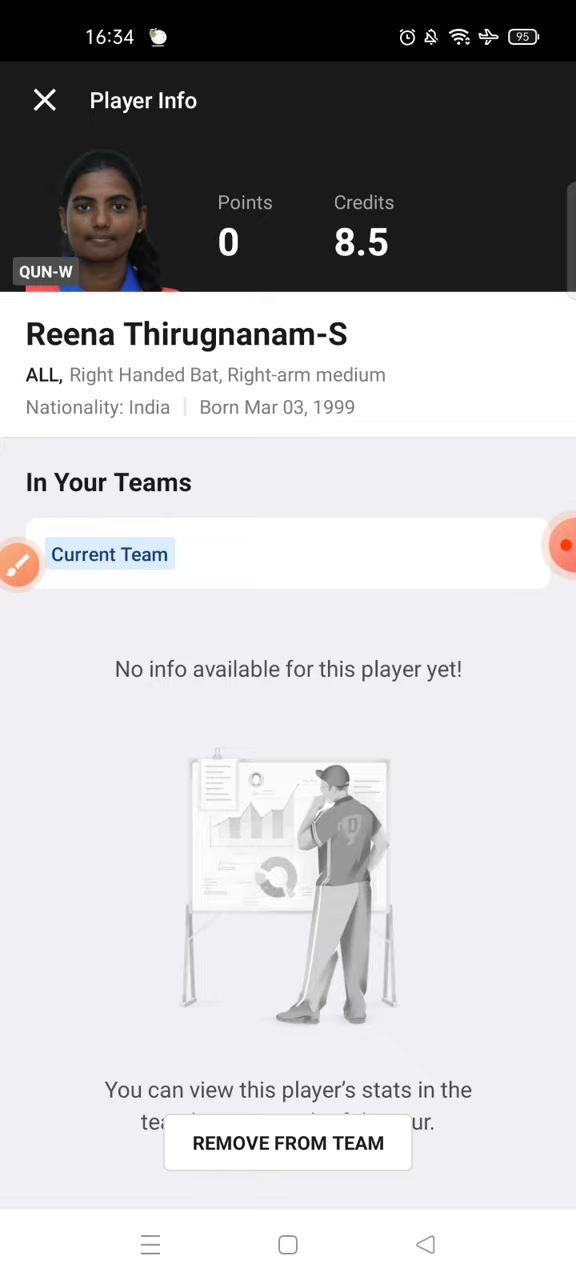 16:34
95
Player Info
Points
Credits
0
8.5
QUN-W
Reena Thirugnanam-S
ALL, Right Handed Bat, Right-arm medium
Nationality: India
Born Mar 03, 1999
In Your Teams
Current Team
No info available for this player yet!
D
You can view this player's stats in the
ur.
REMOVE FROM TEAM